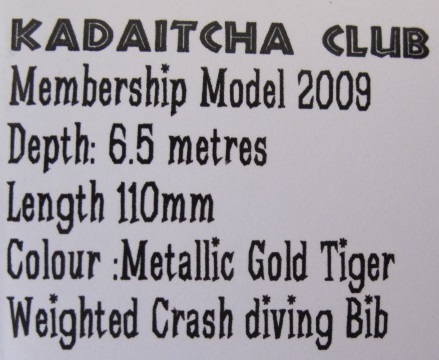 KADAITCHA CLUB
Membership Model 2009
Depth: 6.5 metres
Length 110mm
Colour :Metallic Gold Tiger
Weighted Crash diving Bib